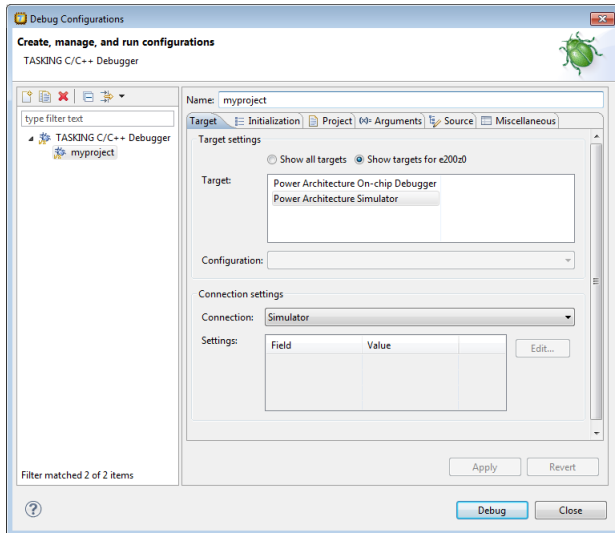 Debug Configurations
Create, manage, and run configurations
TASKING C/C++ Debugger
type filter text
TASKING C/C++ Debugger
myproject
Filter matched 2 of 2 items
Name: myproject
Target Initialization Project (x)= Arguments Source Miscellaneous
Target settings
Show all targets Show targets for e200z0
Target: Power Architecture On-chip Debugger
Power Architecture Simulator
Configuration:
Connection settings
Connection: Simulator
Settings: Field Value Edit...
Apply Revert
? Debug Close